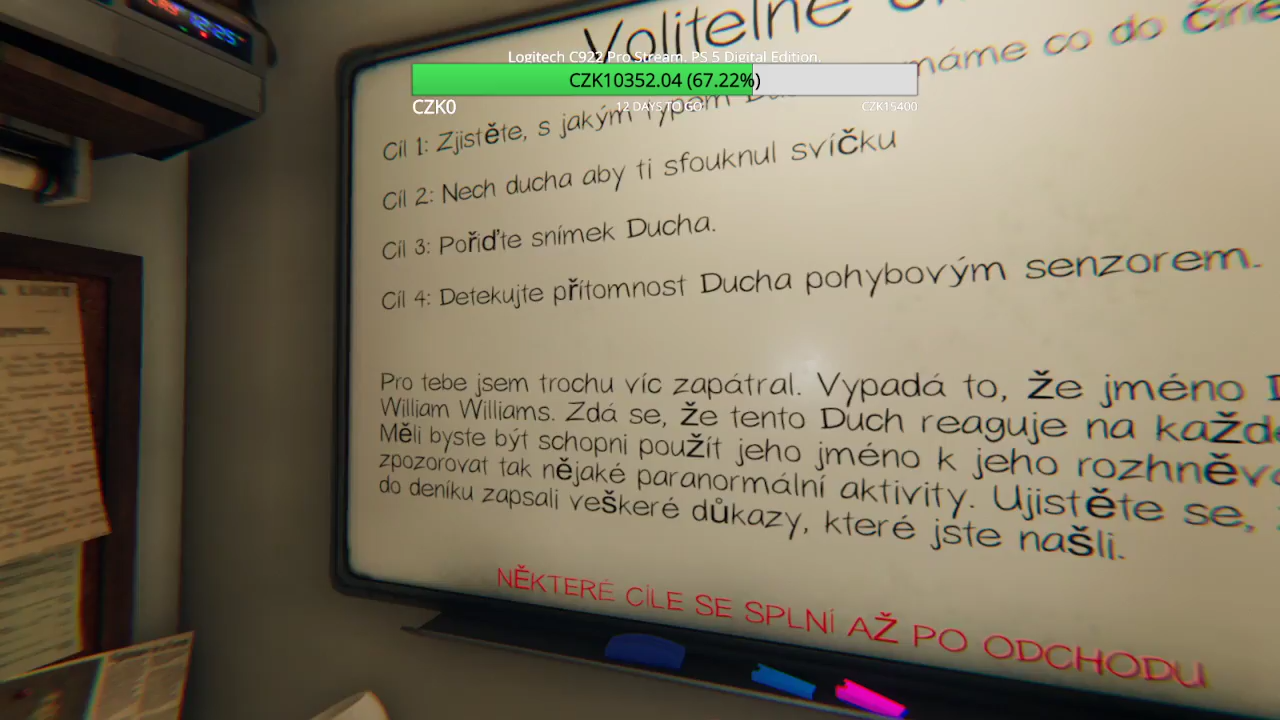 Volitelné
máme co do
Logitech C922 Pro Stream, PS 5 Digital Edition.
CZK10352.04 (67.22%)
CZK0
12 DAYS TO GO
CZK15400
Cíl 1: Zjistěte, s jakým typem
Cíl 2: Nech ducha aby ti sfouknul svíčku
Cíl 3: Pořiďte snímek Ducha.
Cíl 4: Detekujte přítomnost Ducha pohybovým senzorem.
Pro tebe jsem trochu víc zapátral. Vypadá to, že jméno
William Williams. Zdá se, že tento Duch reaguje na
Měli byste být schopni použít jeho jméno k jeho
zpozorovat tak nějaké paranormální aktivity. Ujistěte se,
do deníku zapsali veškeré důkazy, které jste našli.
NĚKTERÉ CÍLE SE SPLNÍ AŽ PO ODCHODU